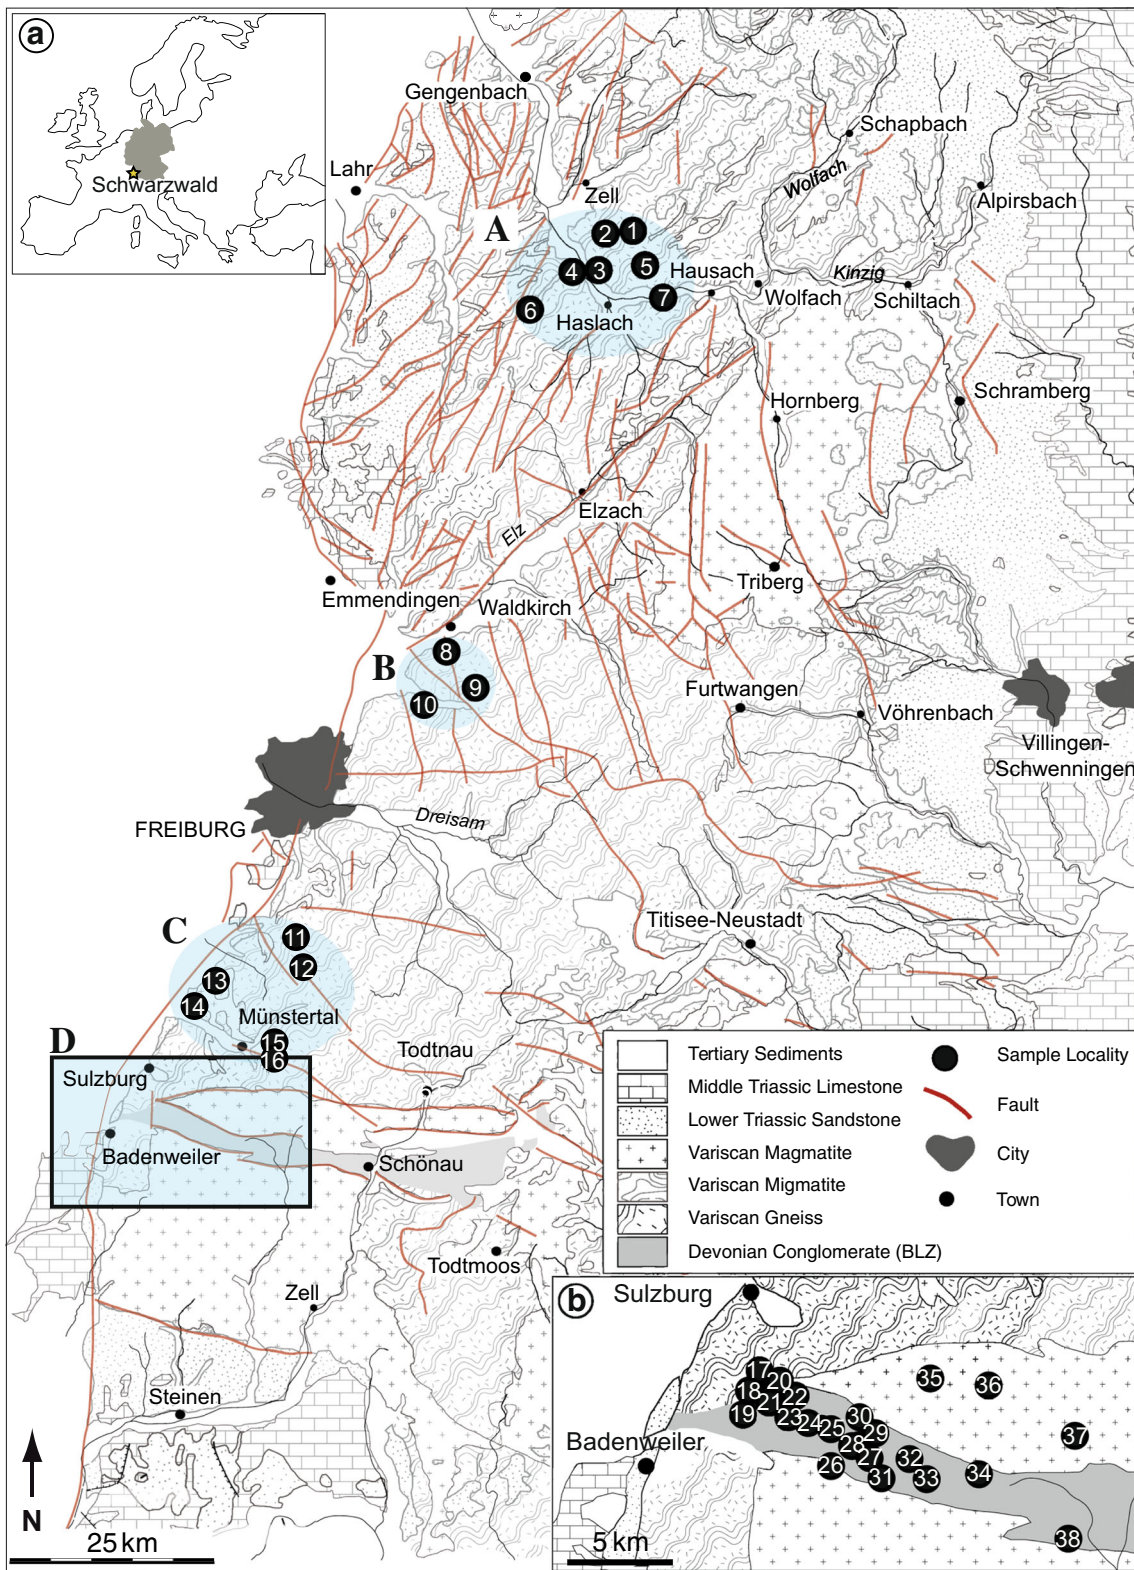 a
Schwarzwald
Gengenbach
Lahr
Zell
Schapbach
Wolfach
Alpirsbach
A
2
1
4
3
5
Hausach
Kinzig
7
Wolfach
Schiltach
6
Haslach
Hornberg
Schramberg
Elzach
Elz
Triberg
Emmendingen
Waldkirch
B
8
9
10
Furtwangen
Vöhrenbach
Villingen-
Schwenningen
Dreisam
FREIBURG
Titisee-Neustadt
C
11
12
13
14
Münstertal
15
16
D
Sulzburg
Todtnau
Badenweiler
Schönau
Todtmoos
Zell
Steinen
N
25 km
Tertiary Sediments
Middle Triassic Limestone
Lower Triassic Sandstone
Variscan Magmatite
Variscan Migmatite
Variscan Gneiss
Devonian Conglomerate (BLZ)
Sample Locality
Fault
City
Town
b
Sulzburg
17
20
18
22
21
19
23
24
25
30
29
28
27
26
31
32
33
34
35
36
37
38
Badenweiler
5 km